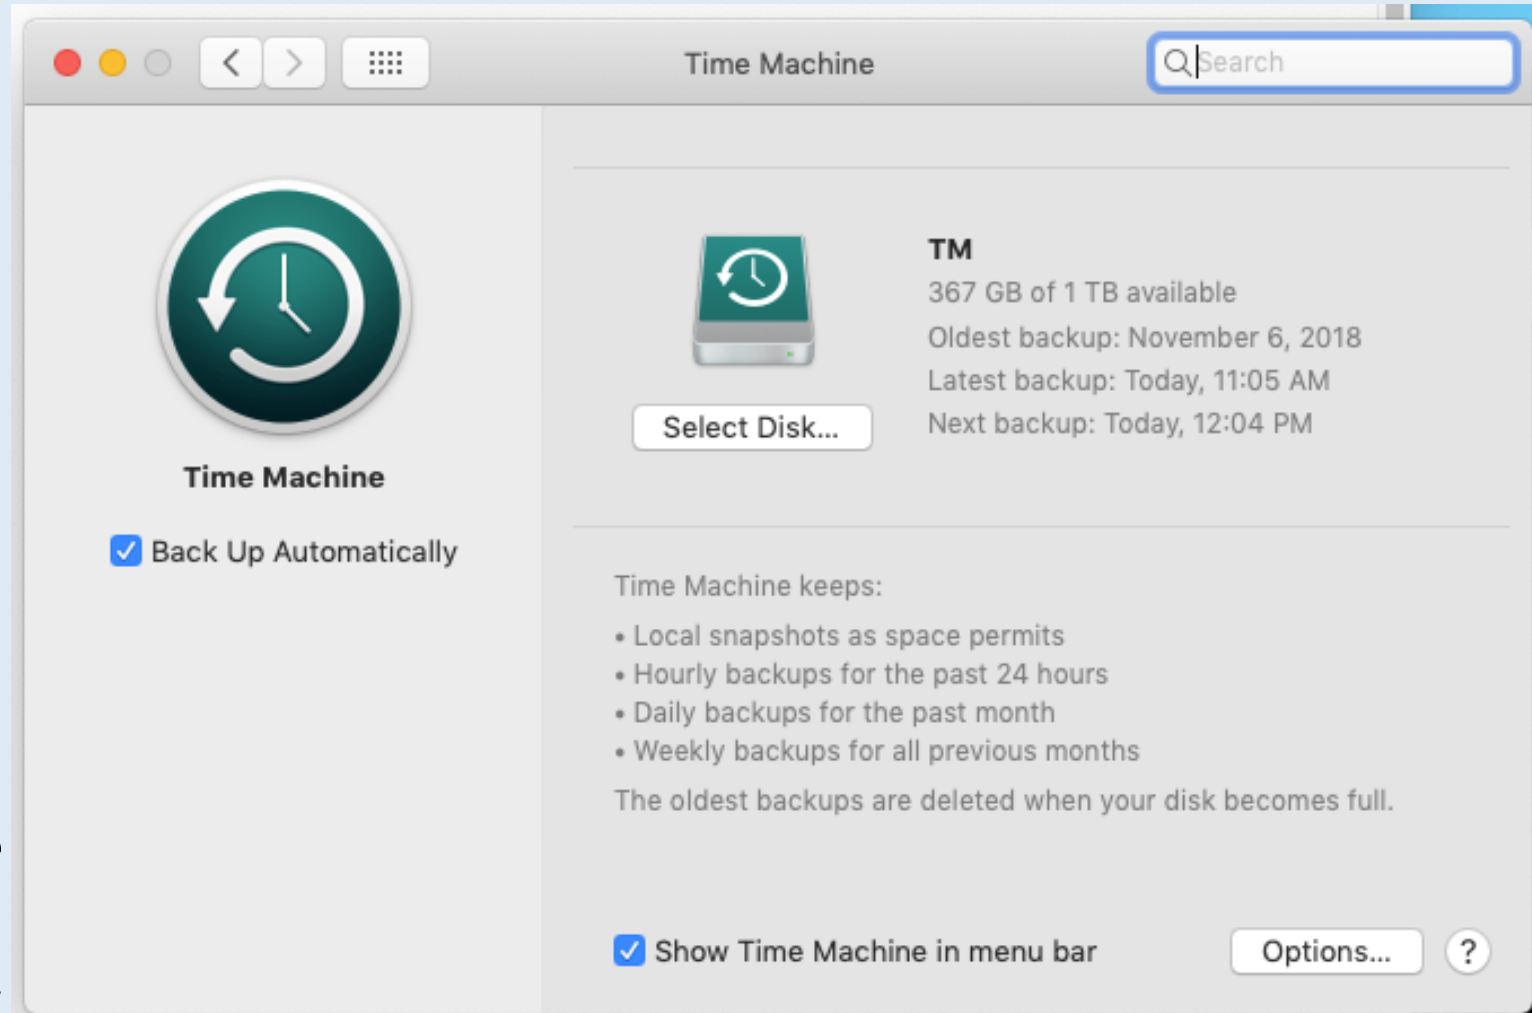 Time Machine
Search
Time Machine
Back Up Automatically
TM
367 GB of 1 TB available
Oldest backup: November 6, 2018
Latest backup: Today, 11:05 AM
Next backup: Today, 12:04 PM
Select Disk...
Time Machine keeps:
• Local snapshots as space permits
• Hourly backups for the past 24 hours
• Daily backups for the past month
• Weekly backups for all previous months
The oldest backups are deleted when your disk becomes full.
Show Time Machine in menu bar
Options...
?